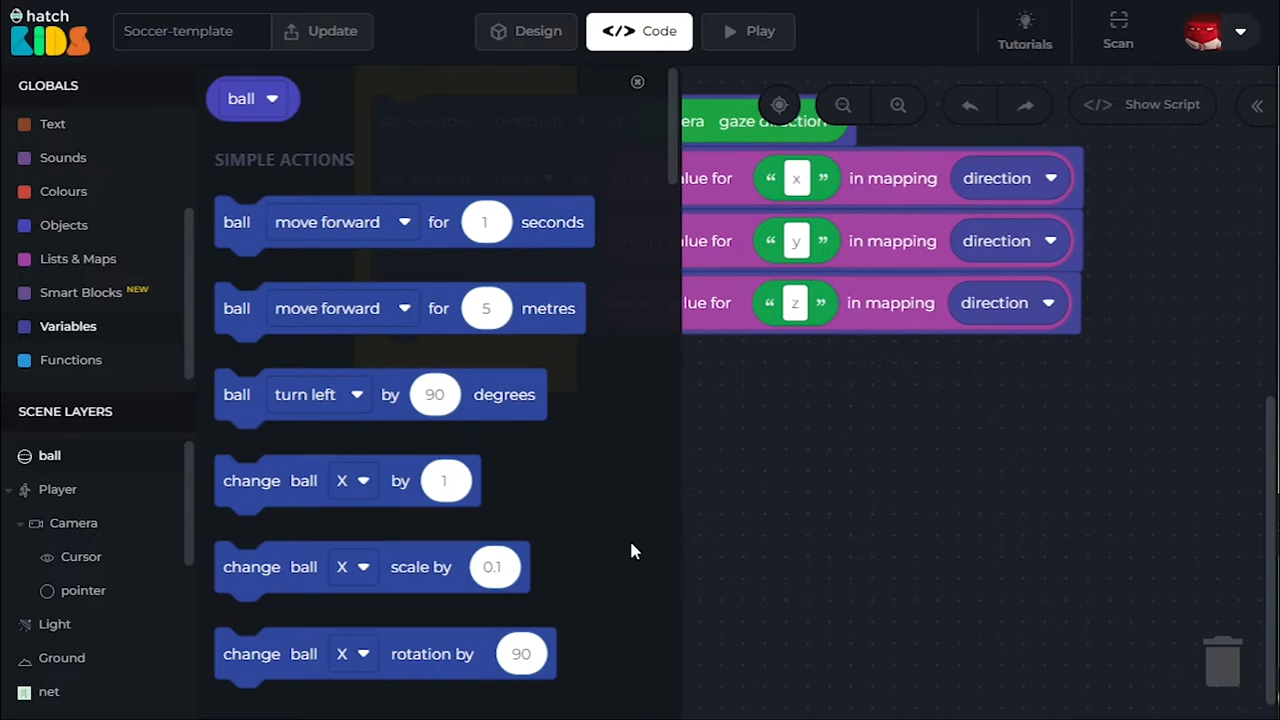 hatch
KIDS
Soccer-template
Update
Design
</> Code
Play
Tutorials
Scan
GLOBALS
Text
Sounds
Colours
Objects
Lists & Maps
Smart Blocks NEW
Variables
Functions
SCENE LAYERS
ball
Player
Camera
Cursor
pointer
Light
Ground
net
ball
SIMPLE ACTIONS
ball move forward for 1 seconds
ball move forward for 5 metres
ball turn left by 90 degrees
change ball X by 1
change ball X scale by 0.1
change ball X rotation by 90
</> Show Script
gaze direction
value for “ x ” in mapping direction
value for “ y ” in mapping direction
value for “ z ” in mapping direction